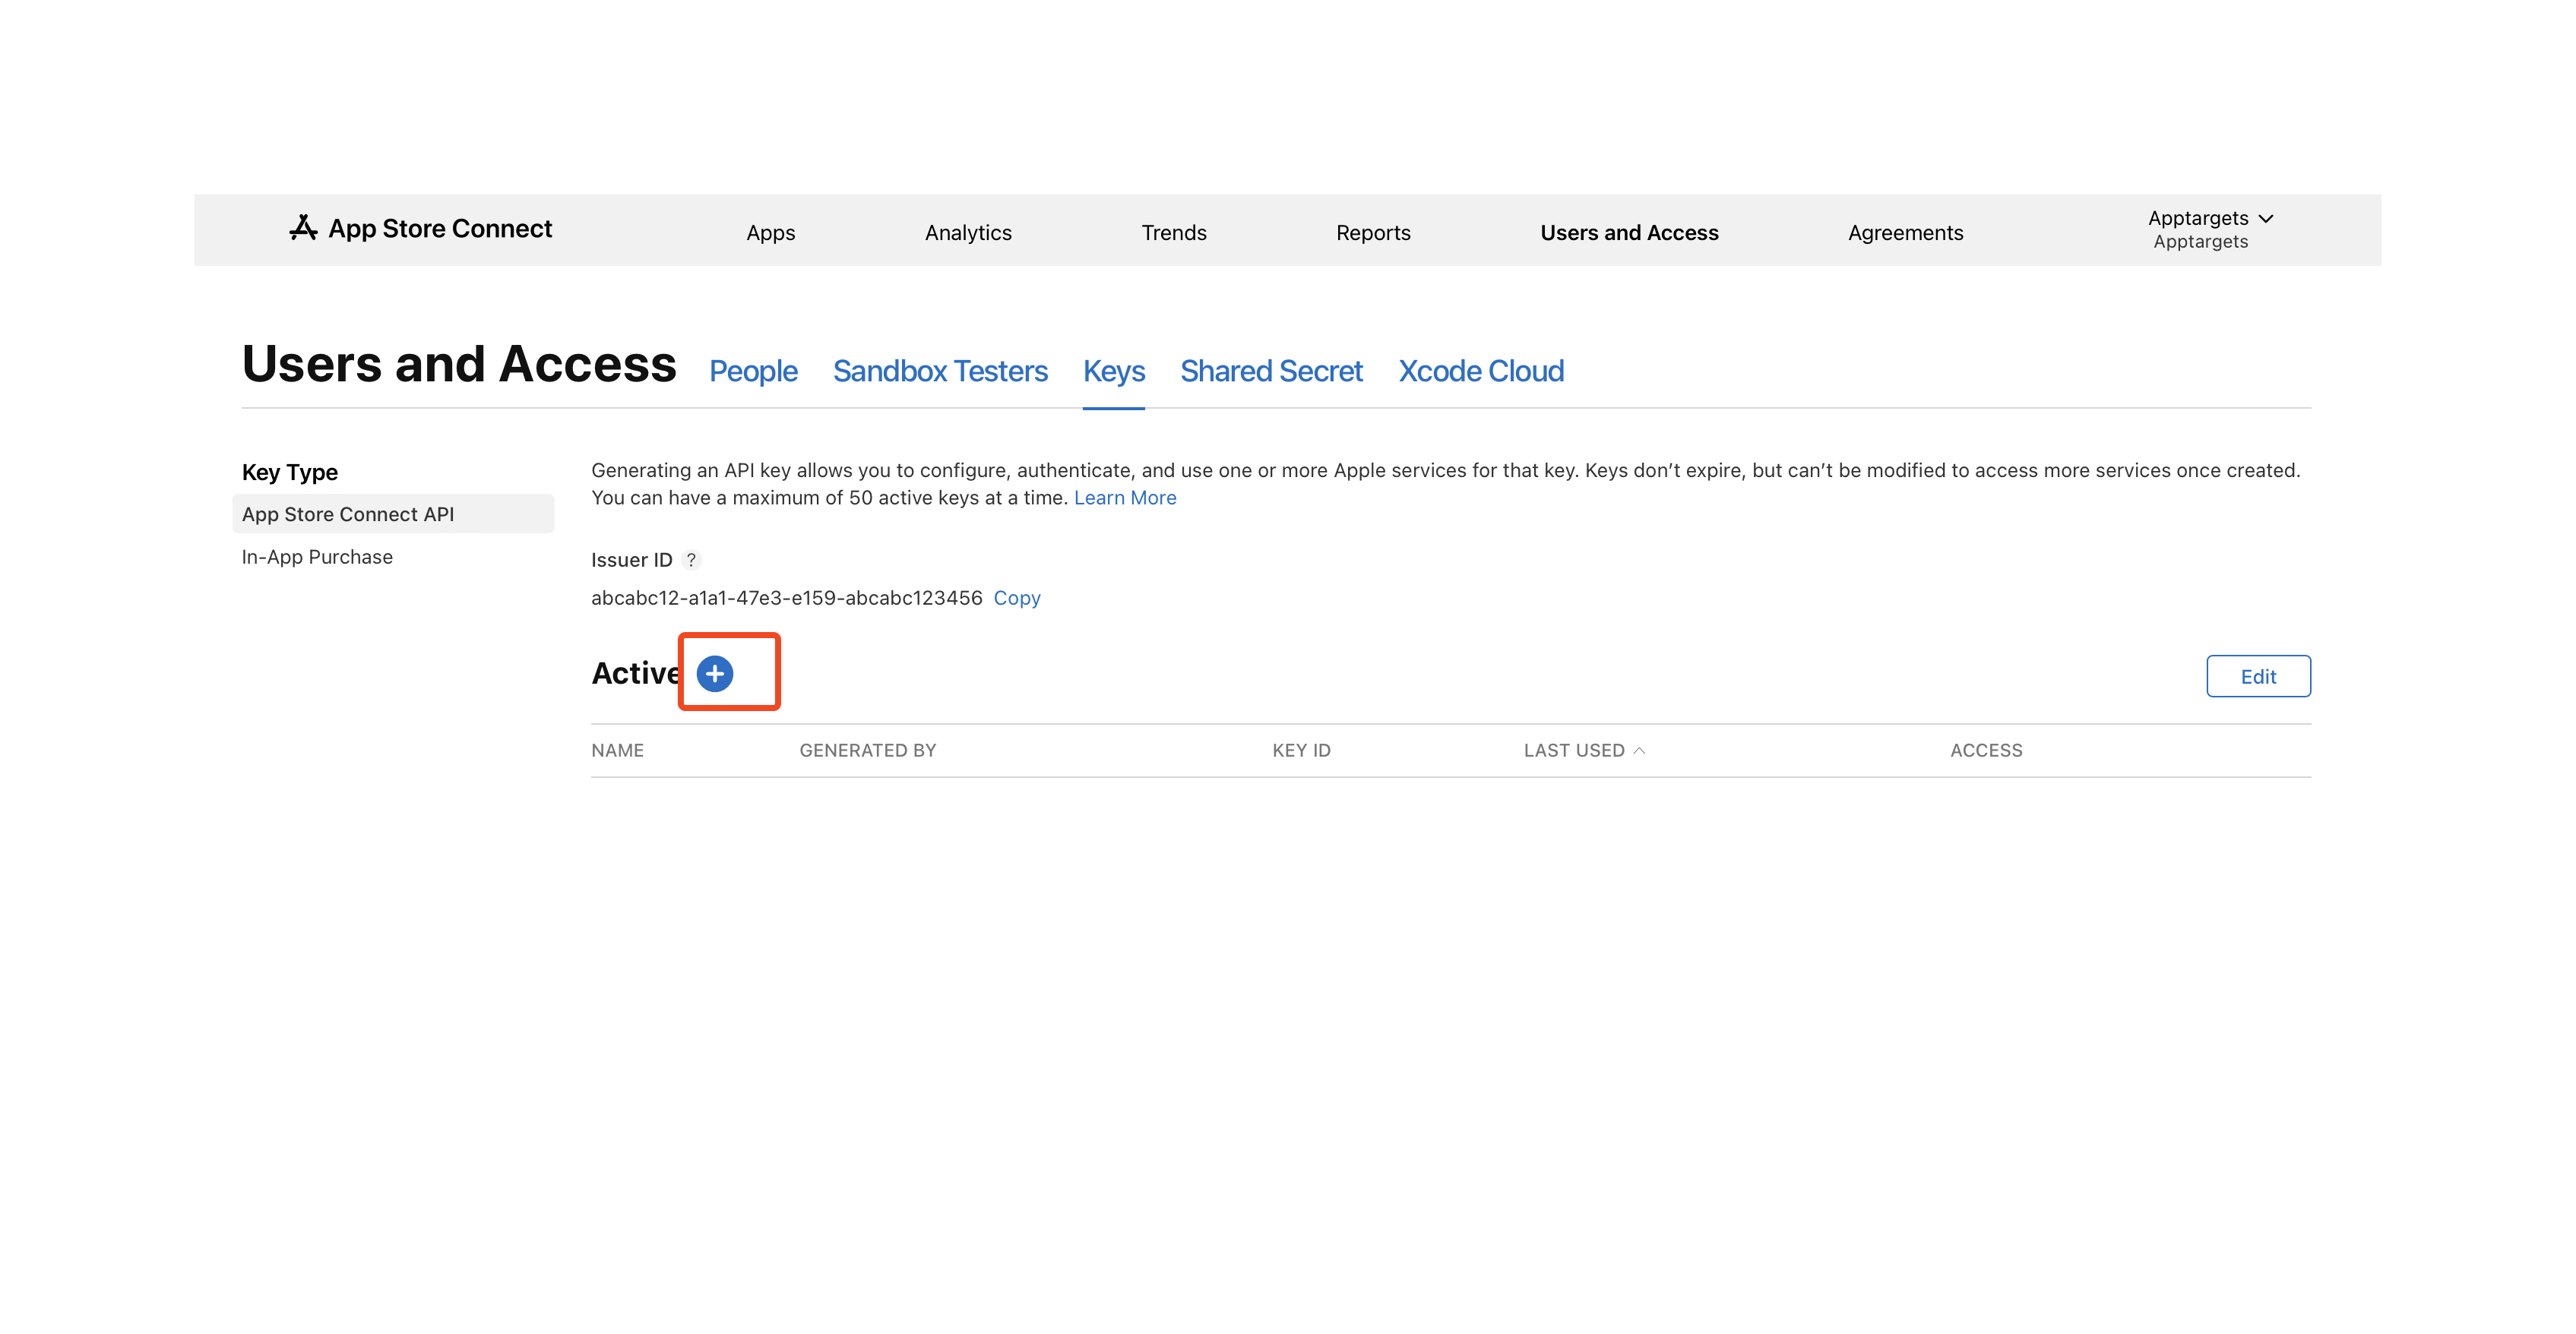 App Store Connect
Apps
Analytics
Trends
Reports
Users and Access
Agreements
Apptargets
Apptargets
Users and Access
People
Sandbox Testers
Keys
Shared Secret
Xcode Cloud
Key Type
App Store Connect API
In-App Purchase
Generating an API key allows you to configure, authenticate, and use one or more Apple services for that key. Keys don’t expire, but can’t be modified to access more services once created.
You can have a maximum of 50 active keys at a time. Learn More
Issuer ID ?
abcabc12-a1a1-47e3-e159-abcabc123456 Copy
Active
Edit
NAME
GENERATED BY
KEY ID
LAST USED
ACCESS